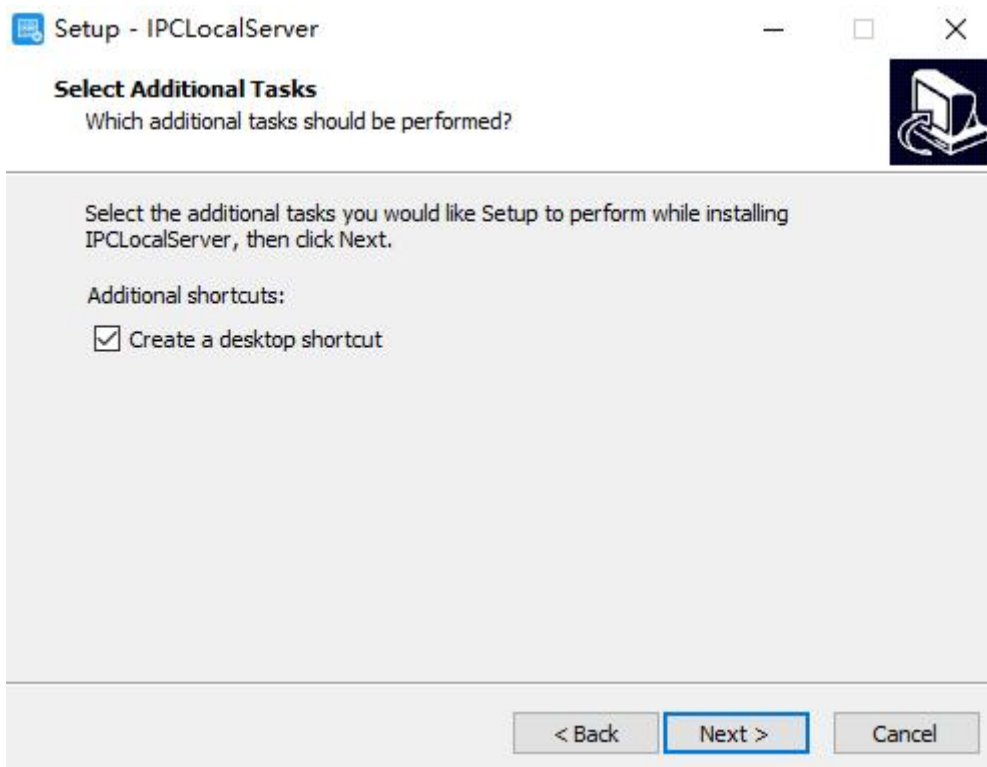 Setup - IPCLocalServer
Select Additional Tasks
Which additional tasks should be performed?
Select the additional tasks you would like Setup to perform while installing
IPCLocalServer, then click Next.
Additional shortcuts:
Create a desktop shortcut
< Back Next > Cancel